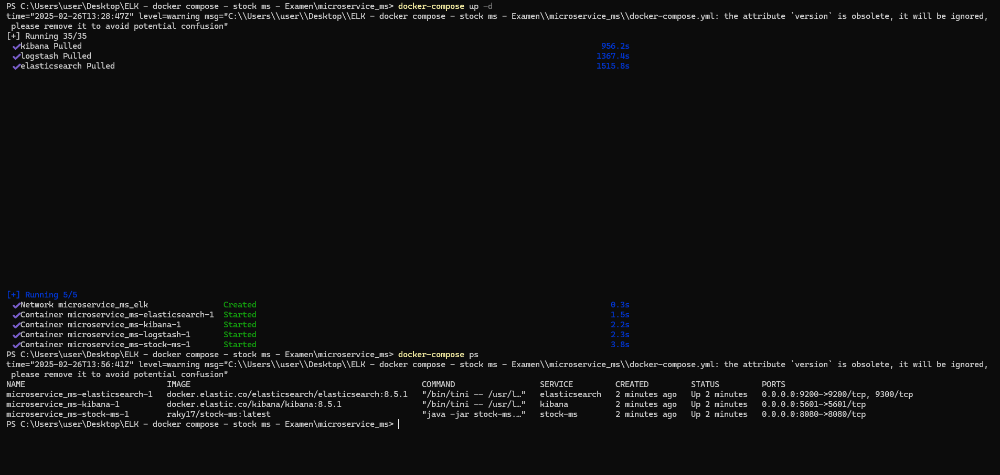 PS C:\Users\user\Desktop\ELK - docker compose - stock ms - Examen\microservice_ms> docker-compose up -d
time="2025-02-26T13:28:47Z" level=warning msg="C:\\Users\\user\\Desktop\\ELK - docker compose - stock ms - Examen\\microservice_ms\\docker-compose.yml: the attribute `version` is obsolete, it will be ignored,
please remove it to avoid potential confusion"
[+] Running 35/35
✔kibana Pulled 956.2s
✔logstash Pulled 1367.4s
✔elasticsearch Pulled 1515.8s
[+] Running 5/5
✔Network microservice_ms_elk Created 0.3s
✔Container microservice_ms-elasticsearch-1 Started 1.5s
✔Container microservice_ms-kibana-1 Started 2.2s
✔Container microservice_ms-logstash-1 Started 2.3s
✔Container microservice_ms-stock-ms-1 Started 3.8s
PS C:\Users\user\Desktop\ELK - docker compose - stock ms - Examen\microservice_ms> docker-compose ps
time="2025-02-26T13:56:41Z" level=warning msg="C:\\Users\\user\\Desktop\\ELK - docker compose - stock ms - Examen\\microservice_ms\\docker-compose.yml: the attribute `version` is obsolete, it will be ignored,
please remove it to avoid potential confusion"
NAME IMAGE COMMAND SERVICE CREATED STATUS PORTS
microservice_ms-elasticsearch-1 docker.elastic.co/elasticsearch/elasticsearch:8.5.1 "/bin/tini -- /usr/l…" elasticsearch 2 minutes ago Up 2 minutes 0.0.0.0:9200->9200/tcp, 9300/tcp
microservice_ms-kibana-1 docker.elastic.co/kibana/kibana:8.5.1 "/bin/tini -- /usr/l…" kibana 2 minutes ago Up 2 minutes 0.0.0.0:5601->5601/tcp
microservice_ms-stock-ms-1 raky17/stock-ms:latest "java -jar stock-ms.…" stock-ms 2 minutes ago Up 2 minutes 0.0.0.0:8080->8080/tcp
PS C:\Users\user\Desktop\ELK - docker compose - stock ms - Examen\microservice_ms>